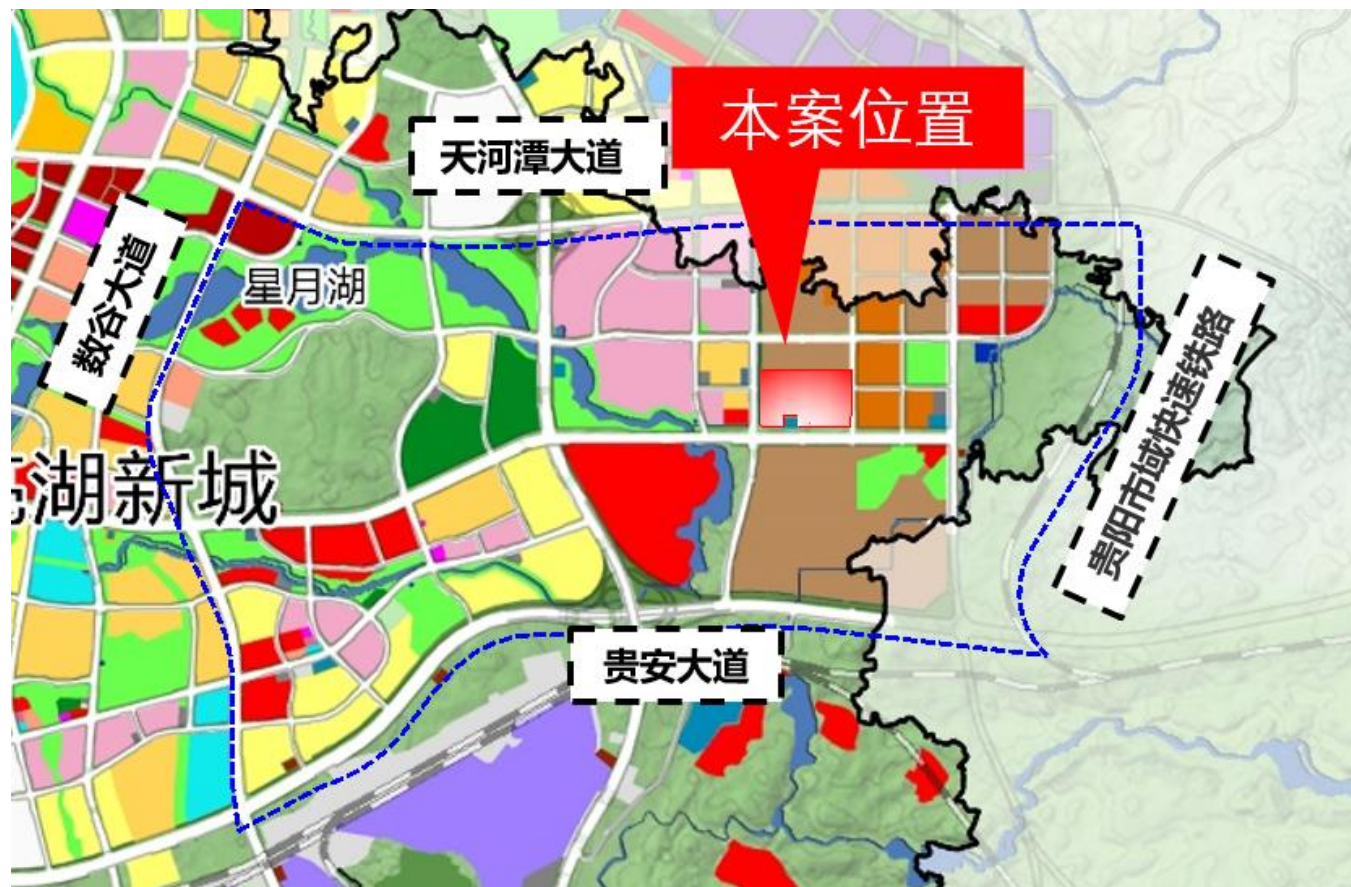 本案位置
天河潭大道
数谷大道
星月湖
贵阳市域快速铁路
湖新城
贵安大道